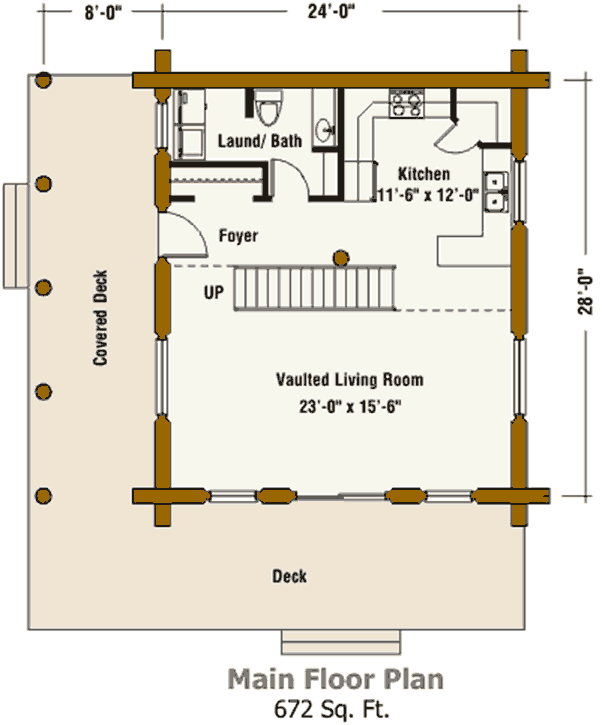 8'-0"
24'-0"
Laund/ Bath
Kitchen
11'-6" x 12'-0"
Foyer
UP
Covered Deck
28'-0"
Vaulted Living Room
23'-0" x 15'-6"
Deck
Main Floor Plan
672 Sq. Ft.